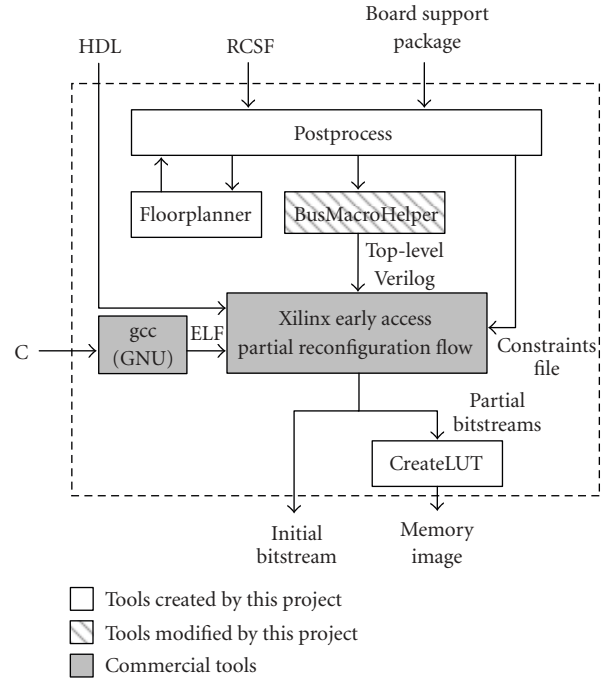 Board support
package
HDL
RCSF
Postprocess
Floorplanner
BusMacroHelper
Top-level
Verilog
Xilinx early access
partial reconfiguration flow
gcc
(GNU)
ELF
C
Constraints
file
Partial
bitstreams
CreateLUT
Initial
bitstream
Memory
image
Tools created by this project
Tools modified by this project
Commercial tools